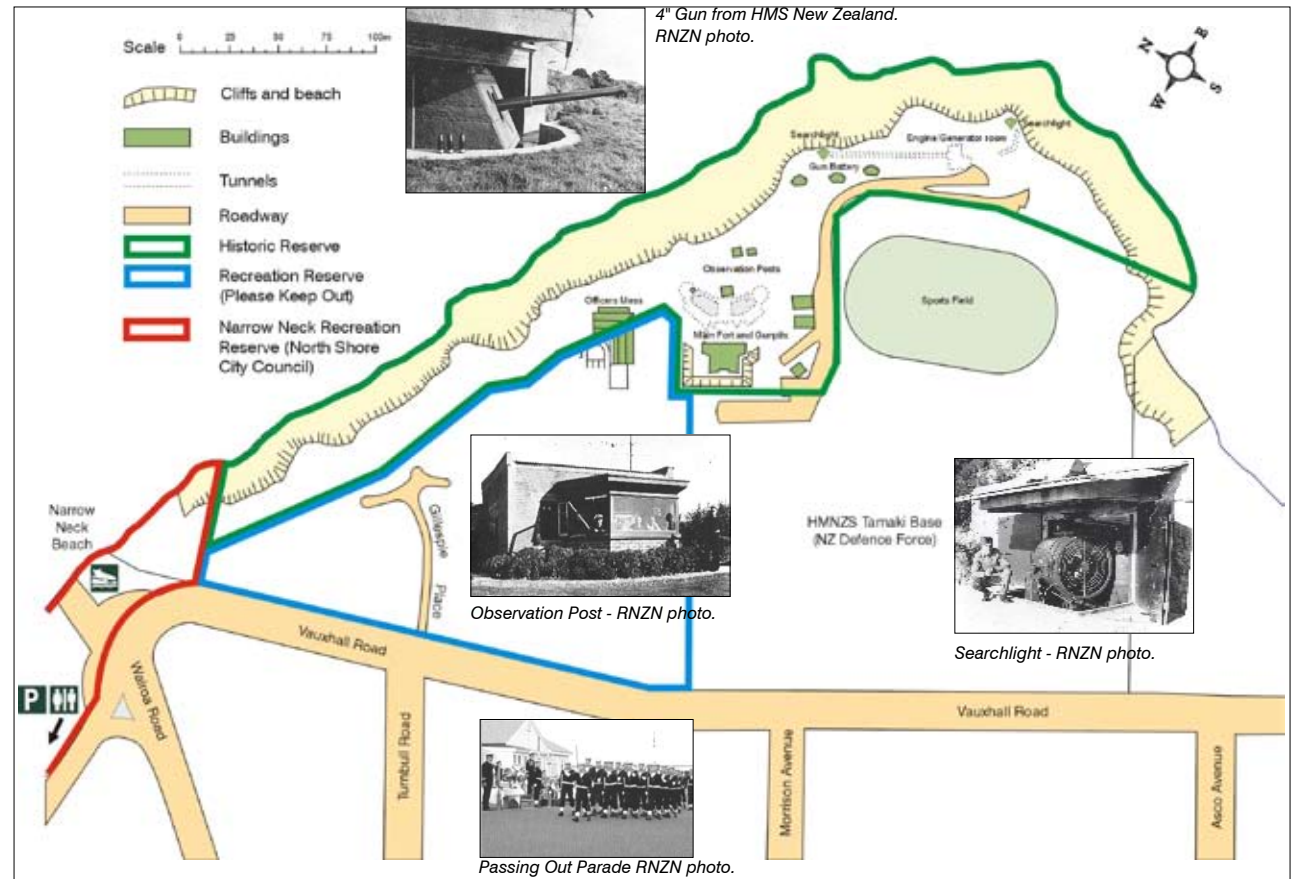 4" Gun from HMS New Zealand.
RNZN photo.
Scale
0 25 50 75 100m
Cliffs and beach
Buildings
Tunnels
Roadway
Historic Reserve
Recreation Reserve
(Please Keep Out)
Narrow Neck Recreation
Reserve (North Shore
City Council)
N
E
S
W
Searchlight
Engine Generator room
Searchlight
Gun Battery
Observation Posts
Officers Mess
Main Fort and Gunpits
Sports Field
Narrow
Neck
Beach
Gillespie Place
HMNZS Tamaki Base
(NZ Defence Force)
Observation Post - RNZN photo.
Searchlight - RNZN photo.
Vauxhall Road
Wairoa Road
P
Turnbull Road
Vauxhall Road
Morrison Avenue
Asco Avenue
Passing Out Parade RNZN photo.